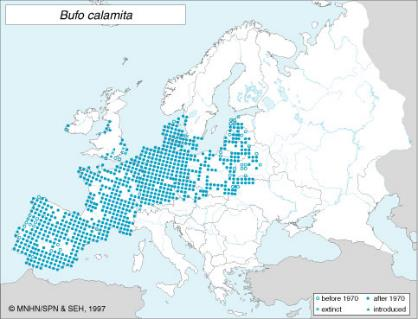 Bufo calamita
before 1970 after 1970
extinct introduced
© MNHN/SPN & SEH, 1997